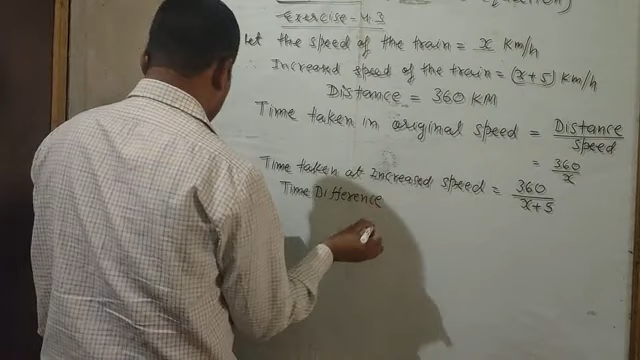 equation)
Exercise = 4.3
Let the speed of the train = x Km/h
∴ Increased speed of the train = (x+5) Km/h
Distance = 360 KM
Time taken in original speed = Distance/speed
= 360/x
Time taken at Increased speed = 360/x+5
Time Difference